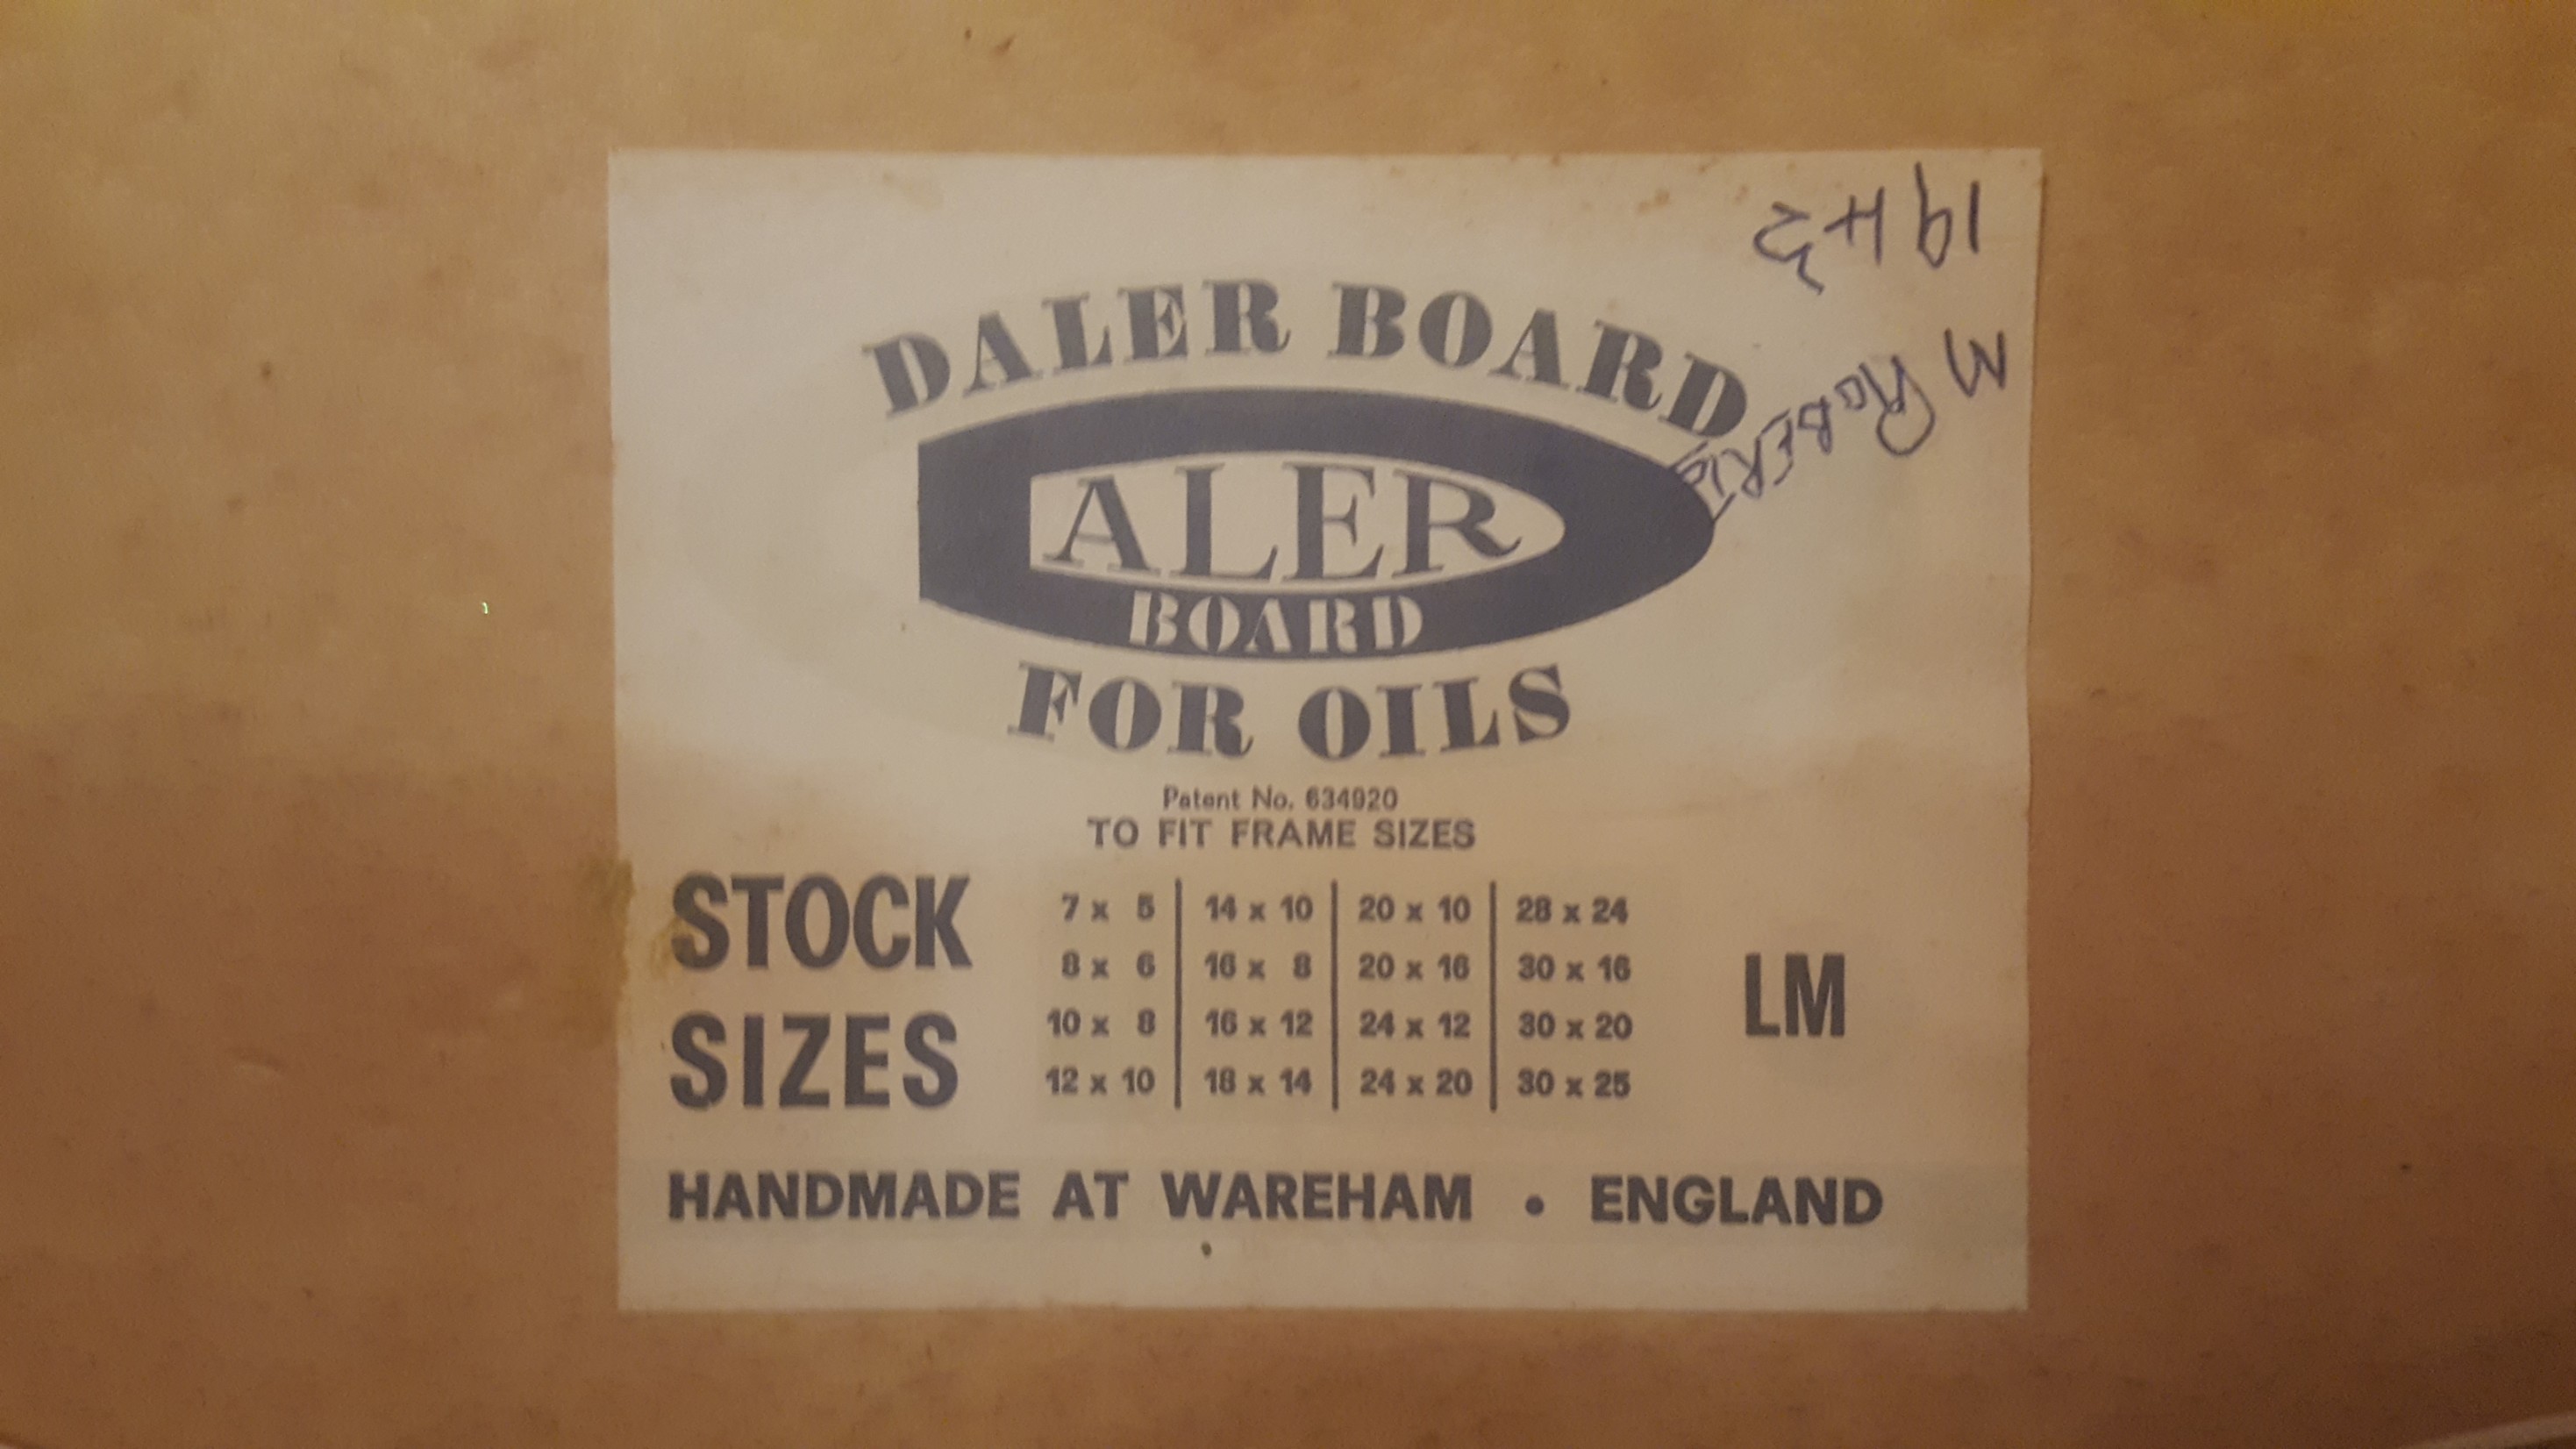 19 H3
M ROBERTS
DALER BOARD
ALER
BOARD
FOR OILS
Patent No. 634920
TO FIT FRAME SIZES
STOCK
SIZES
7 x 5 14 x 10 20 x 10 28 x 24
8 x 6 16 x 8 20 x 16 30 x 16
10 x 8 16 x 12 24 x 12 30 x 20
12 x 10 18 x 14 24 x 20 30 x 25
LM
HANDMADE AT WAREHAM • ENGLAND